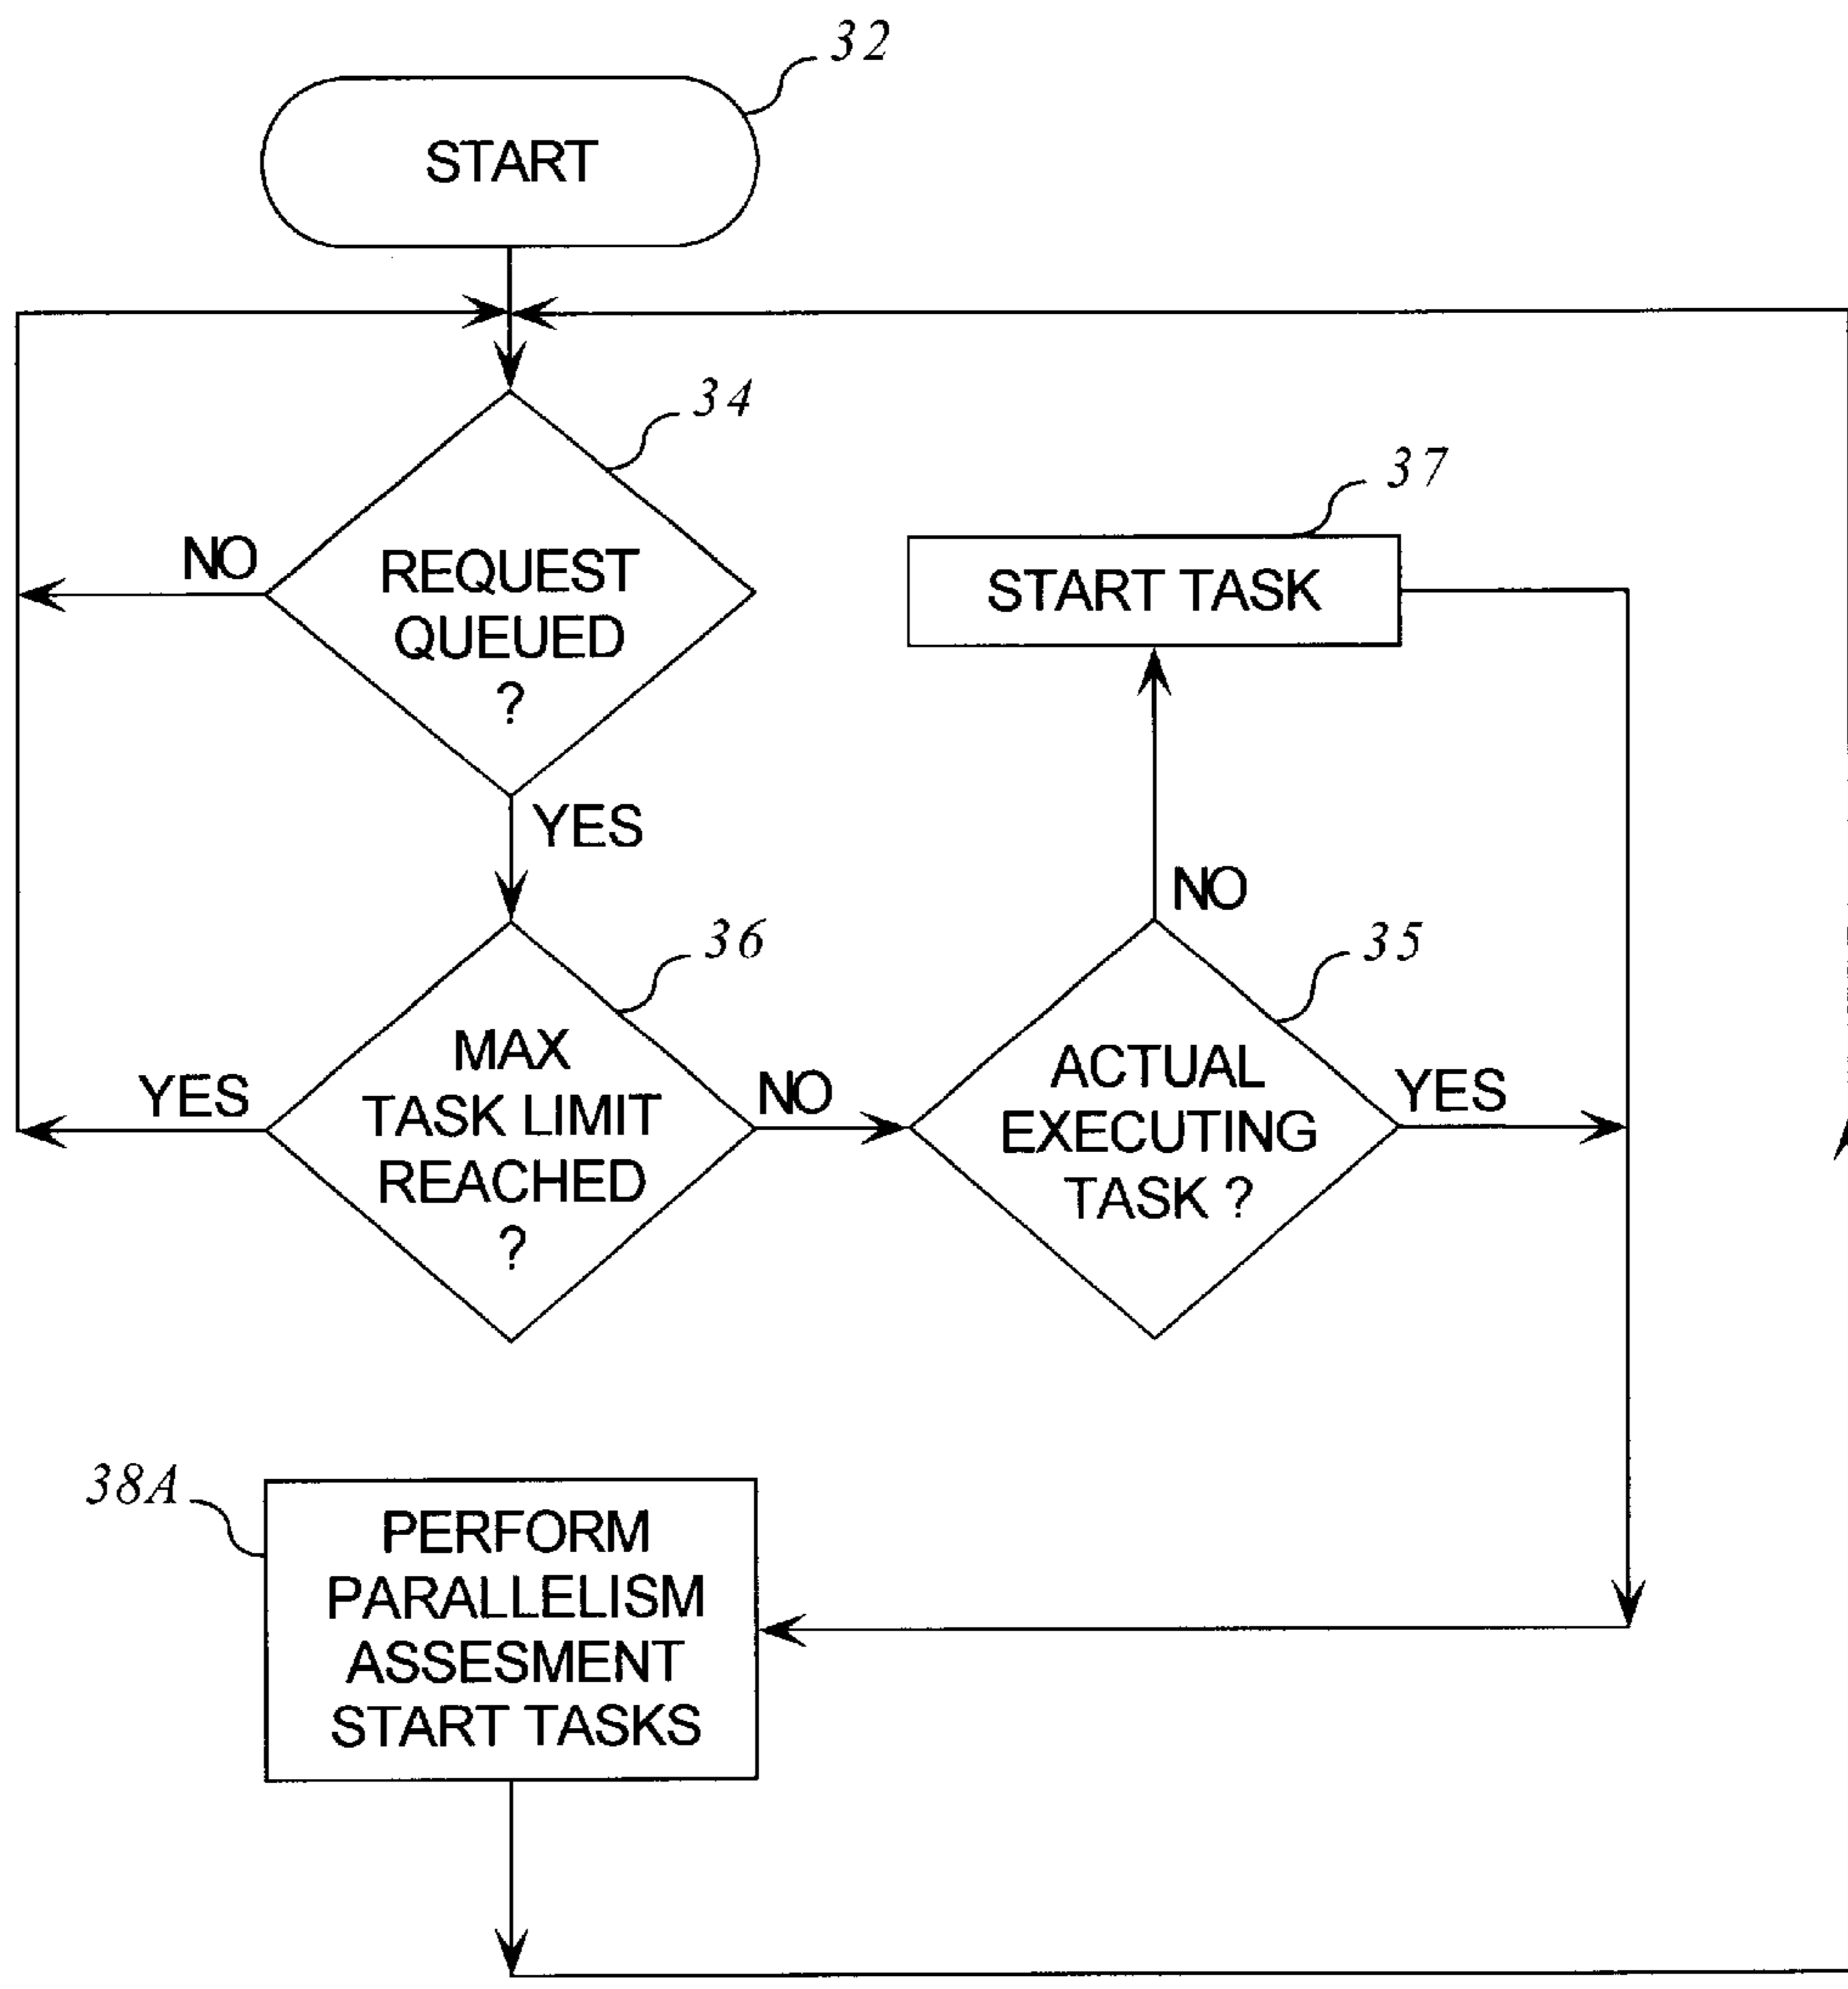 32
START
34
NO
REQUEST
QUEUED
?
YES
37
START TASK
36
MAX
TASK LIMIT
REACHED
?
YES
NO
35
NO
ACTUAL
EXECUTING
TASK ?
YES
38A
PERFORM
PARALLELISM
ASSESMENT
START TASKS